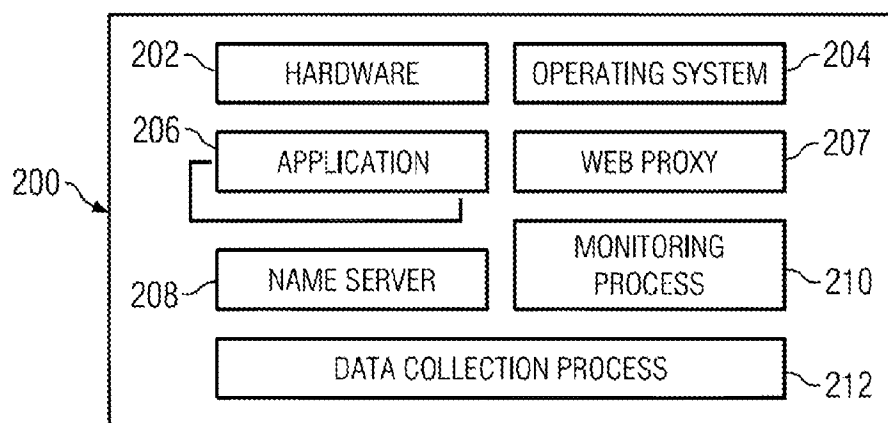 202 HARDWARE OPERATING SYSTEM 204
206 APPLICATION WEB PROXY 207
200
208 NAME SERVER MONITORING PROCESS 210
DATA COLLECTION PROCESS 212